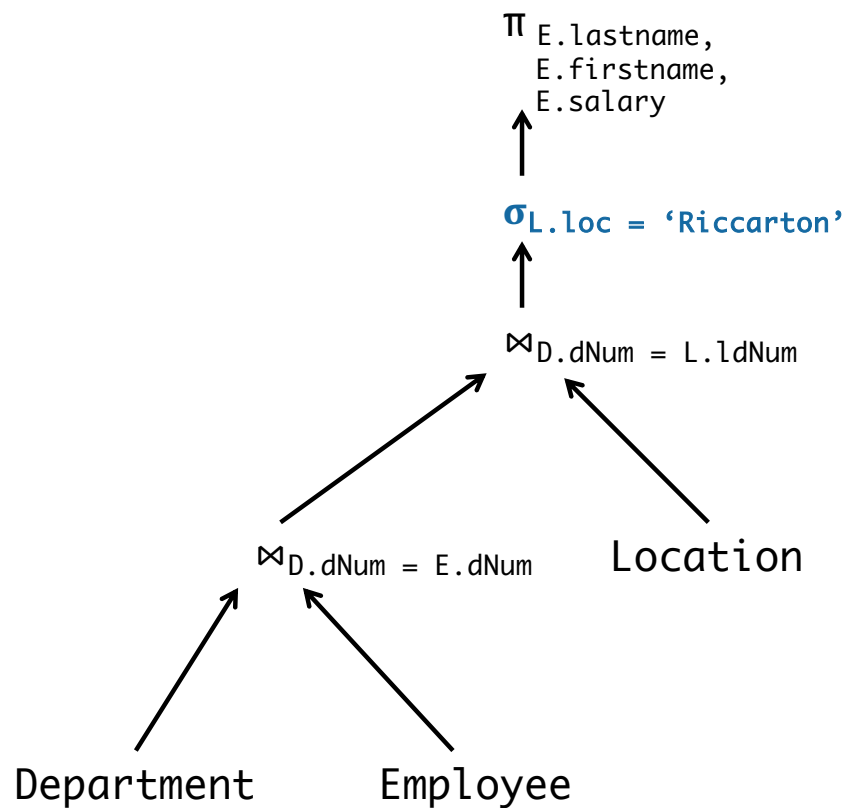 π E.lastname,
E.firstname,
E.salary
σL.loc = ‘Riccarton’
⋈D.dNum = L.ldNum
⋈D.dNum = E.dNum
Location
Department
Employee